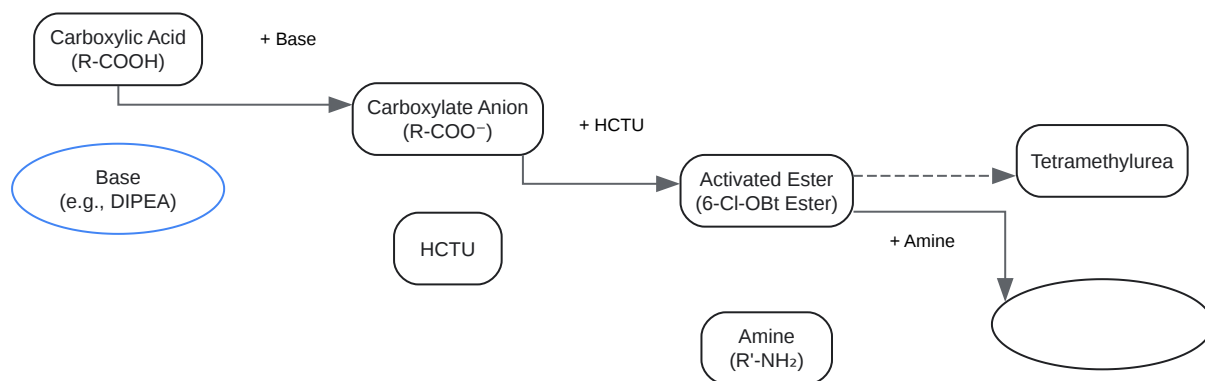 Carboxylic Acid
(R-COOH)
+ Base
Carboxylate Anion
(R-COO⁻)
+ HCTU
Base
(e.g., DIPEA)
Activated Ester
(6-Cl-OBt Ester)
Tetramethylurea
HCTU
+ Amine
Amine
(R'-NH₂)